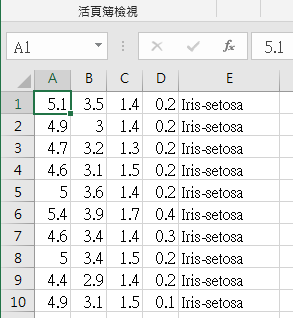 活頁簿檢視
A1 fx 5.1
A B C D E
1 5.1 3.5 1.4 0.2 Iris-setosa
2 4.9 3 1.4 0.2 Iris-setosa
3 4.7 3.2 1.3 0.2 Iris-setosa
4 4.6 3.1 1.5 0.2 Iris-setosa
5 5 3.6 1.4 0.2 Iris-setosa
6 5.4 3.9 1.7 0.4 Iris-setosa
7 4.6 3.4 1.4 0.3 Iris-setosa
8 5 3.4 1.5 0.2 Iris-setosa
9 4.4 2.9 1.4 0.2 Iris-setosa
10 4.9 3.1 1.5 0.1 Iris-setosa